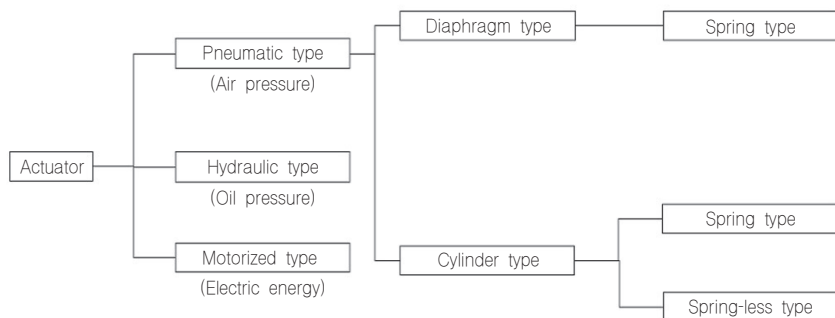 Diaphragm type
Spring type
Pneumatic type
(Air pressure)
Actuator
Hydraulic type
(Oil pressure)
Spring type
Motorized type
(Electric energy)
Cylinder type
Spring-less type